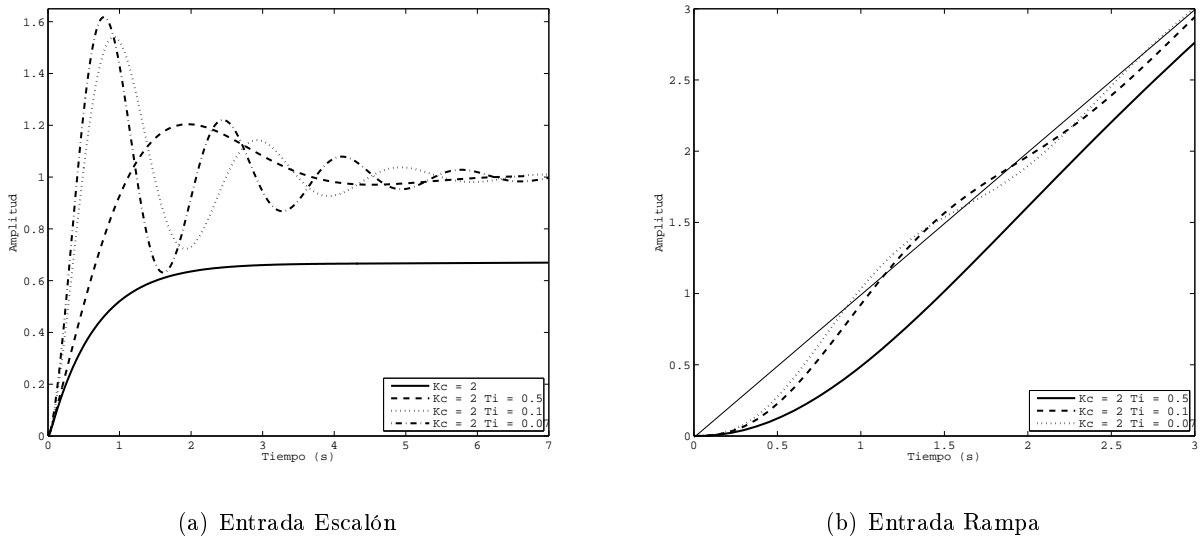 1.6
1.4
1.2
1
0.8
0.6
0.4
0.2
0
Amplitud
0 1 2 3 4 5 6 7
Tiempo (s)
Kc = 2
Kc = 2 Ti = 0.5
Kc = 2 Ti = 0.1
Kc = 2 Ti = 0.07
(a) Entrada Escalón
3
2.5
2
1.5
1
0.5
0
Amplitud
0 0.5 1 1.5 2 2.5 3
Tiempo (s)
Kc = 2 Ti = 0.5
Kc = 2 Ti = 0.1
Kc = 2 Ti = 0.07
(b) Entrada Rampa